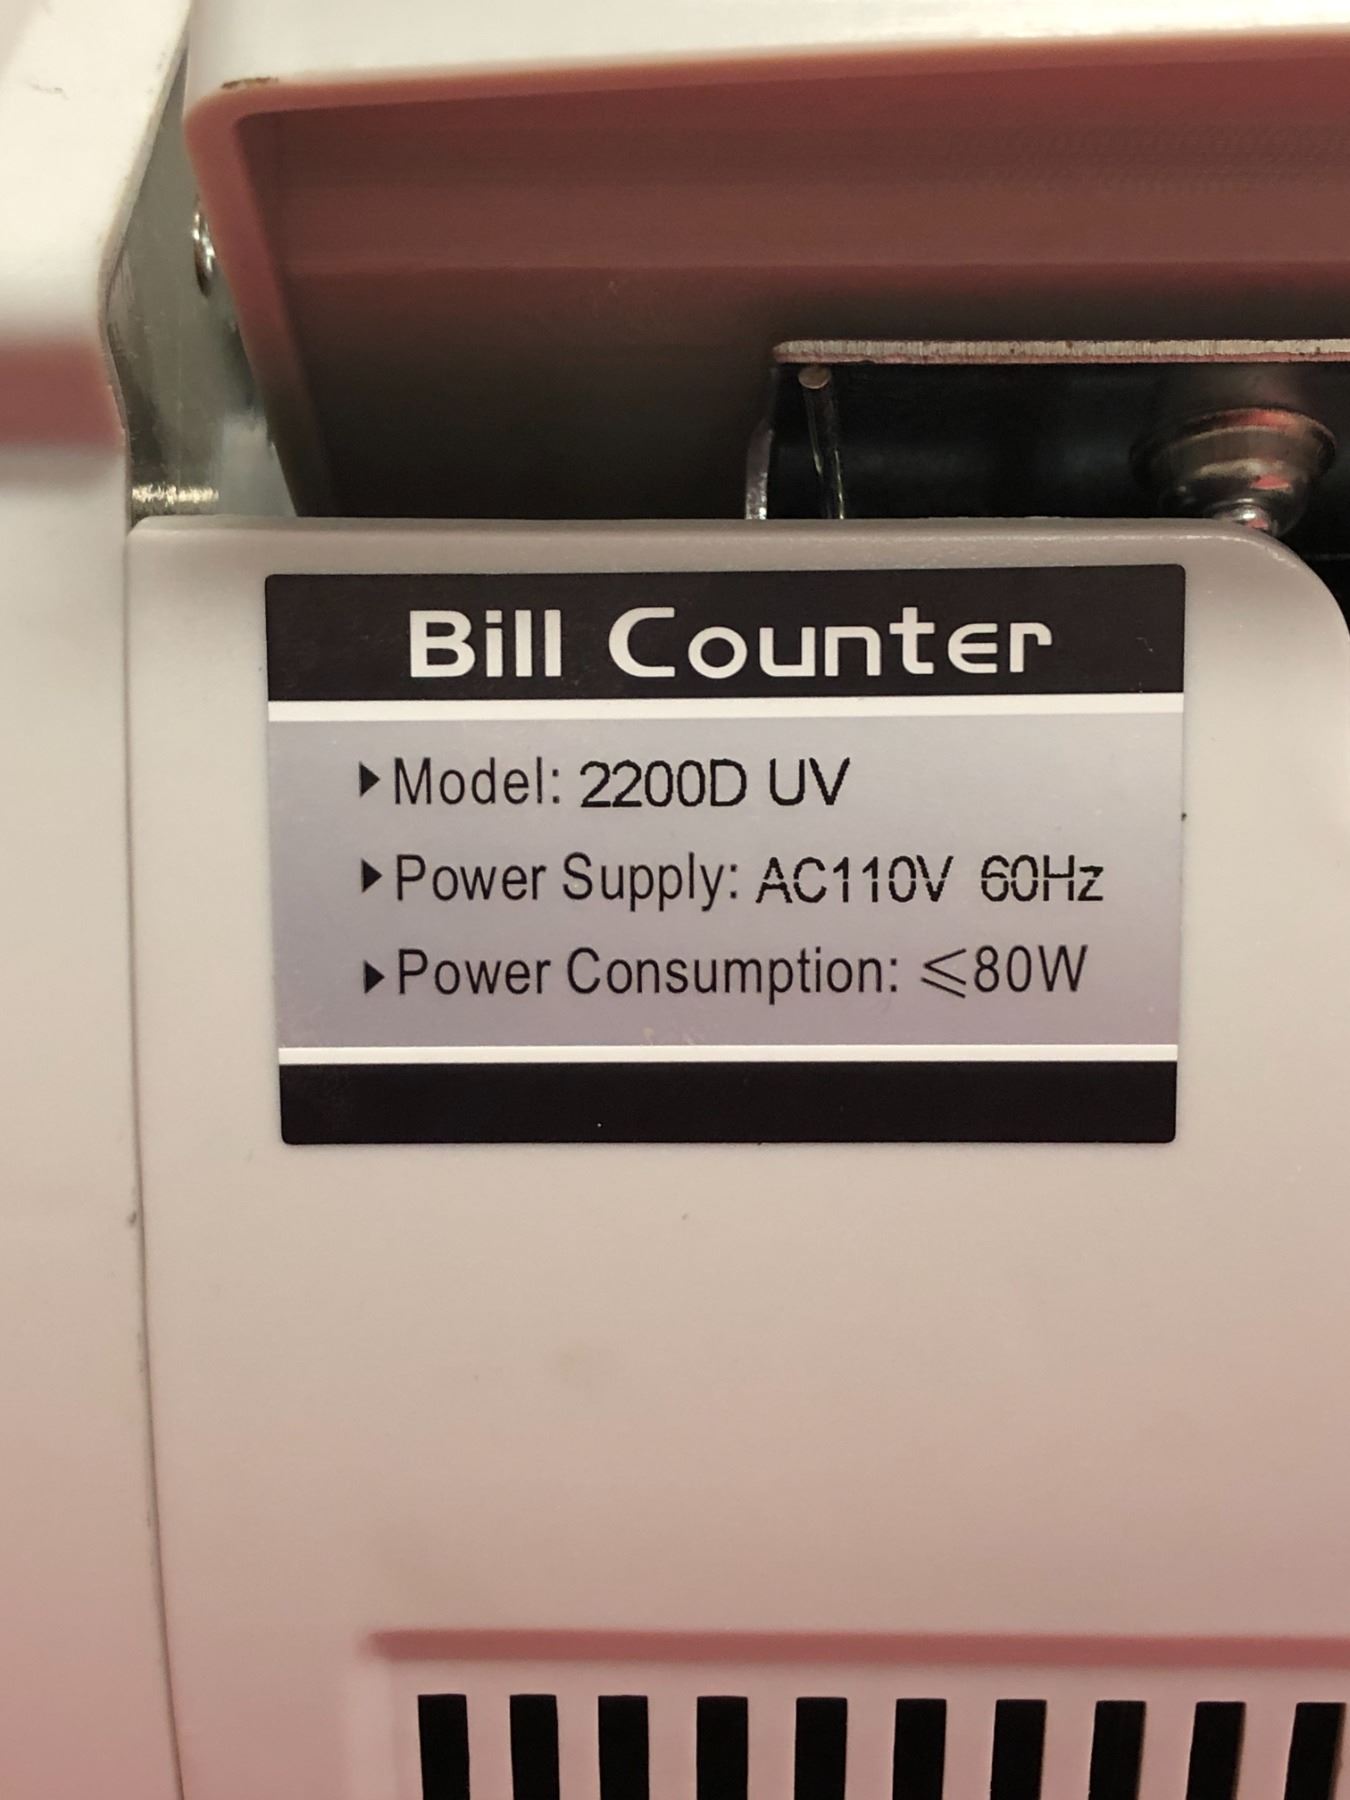 Bill Counter
▶Model: 2200D UV
▶Power Supply: AC110V 60Hz
▶Power Consumption: ⩽80W